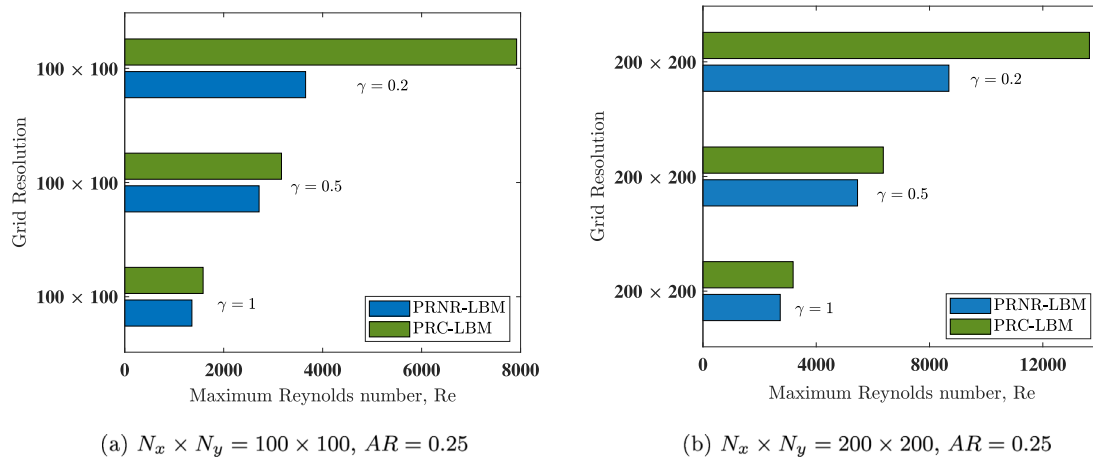 Grid Resolution
100 × 100
γ = 0.2
100 × 100
γ = 0.5
100 × 100
γ = 1
PRNR-LBM
PRC-LBM
0 2000 4000 6000 8000
Maximum Reynolds number, Re
(a) Nx × Ny = 100 × 100, AR = 0.25
Grid Resolution
200 × 200
γ = 0.2
200 × 200
γ = 0.5
200 × 200
γ = 1
PRNR-LBM
PRC-LBM
0 4000 8000 12000
Maximum Reynolds number, Re
(b) Nx × Ny = 200 × 200, AR = 0.25